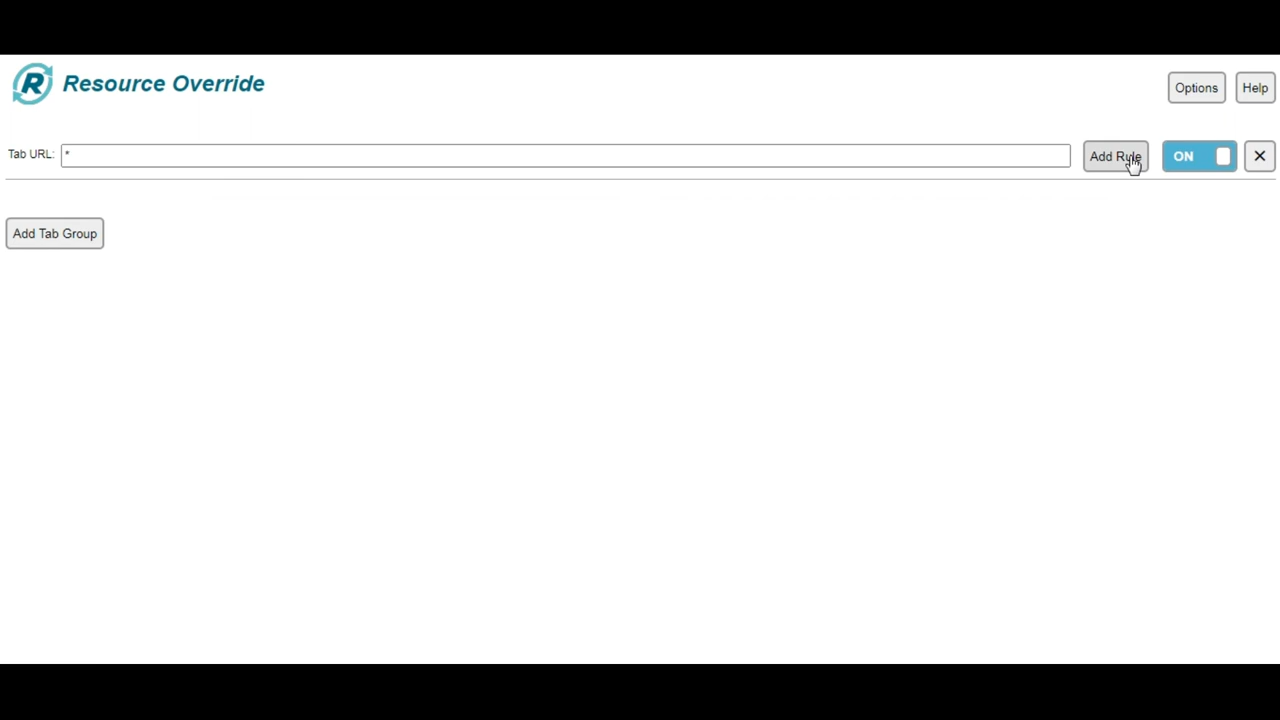 R Resource Override
Options Help
Tab URL: * Add Rule ON ✕
Add Tab Group